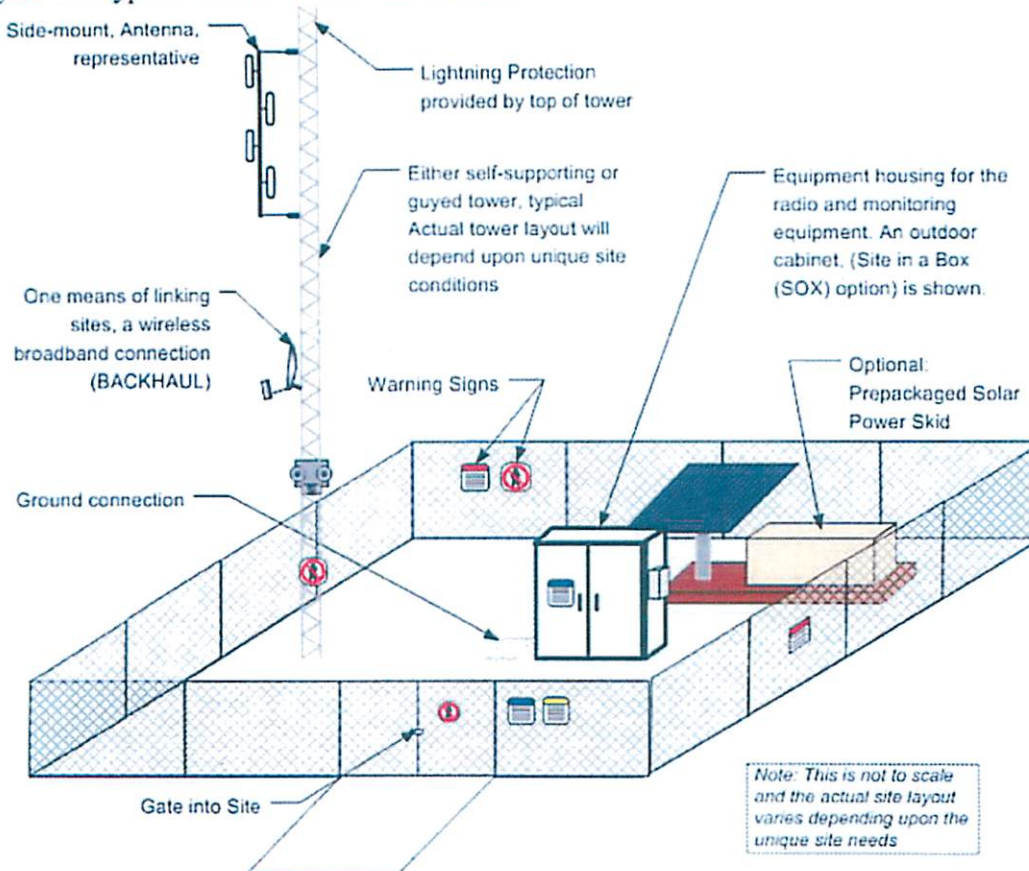 Side-mount, Antenna,
representative
Lightning Protection
provided by top of tower
Either self-supporting or
guyed tower, typical
Actual tower layout will
depend upon unique site
conditions
Equipment housing for the
radio and monitoring
equipment. An outdoor
cabinet, (Site in a Box
(SOX) option) is shown.
One means of linking
sites, a wireless
broadband connection
(BACKHAUL)
Warning Signs
Optional:
Prepackaged Solar
Power Skid
Ground connection
Gate into Site
Note: This is not to scale
and the actual site layout
varies depending upon the
unique site needs